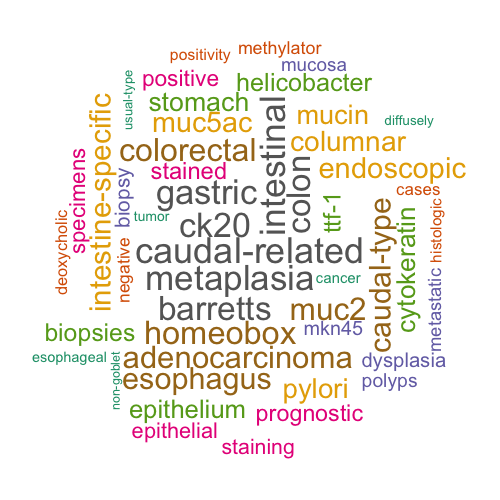 positivity
methylator
mucosa
usual-type
positive
helicobacter
stomach
mucin
muc5ac
diffusely
intestinal
colorectal
columnar
intestine-specific
specimens
biopsy
stained
colon
endoscopic
gastric
cases
deoxycholic
tumor
ck20
ttf-1
caudal-type
cytokeratin
histologic
negative
caudal-related
metaplasia
cancer
metastatic
barretts
muc2
biopsies
homeobox
mkn45
esophageal
adenocarcinoma
dysplasia
non-goblet
esophagus
pylori
polyps
epithelium
prognostic
epithelial
staining